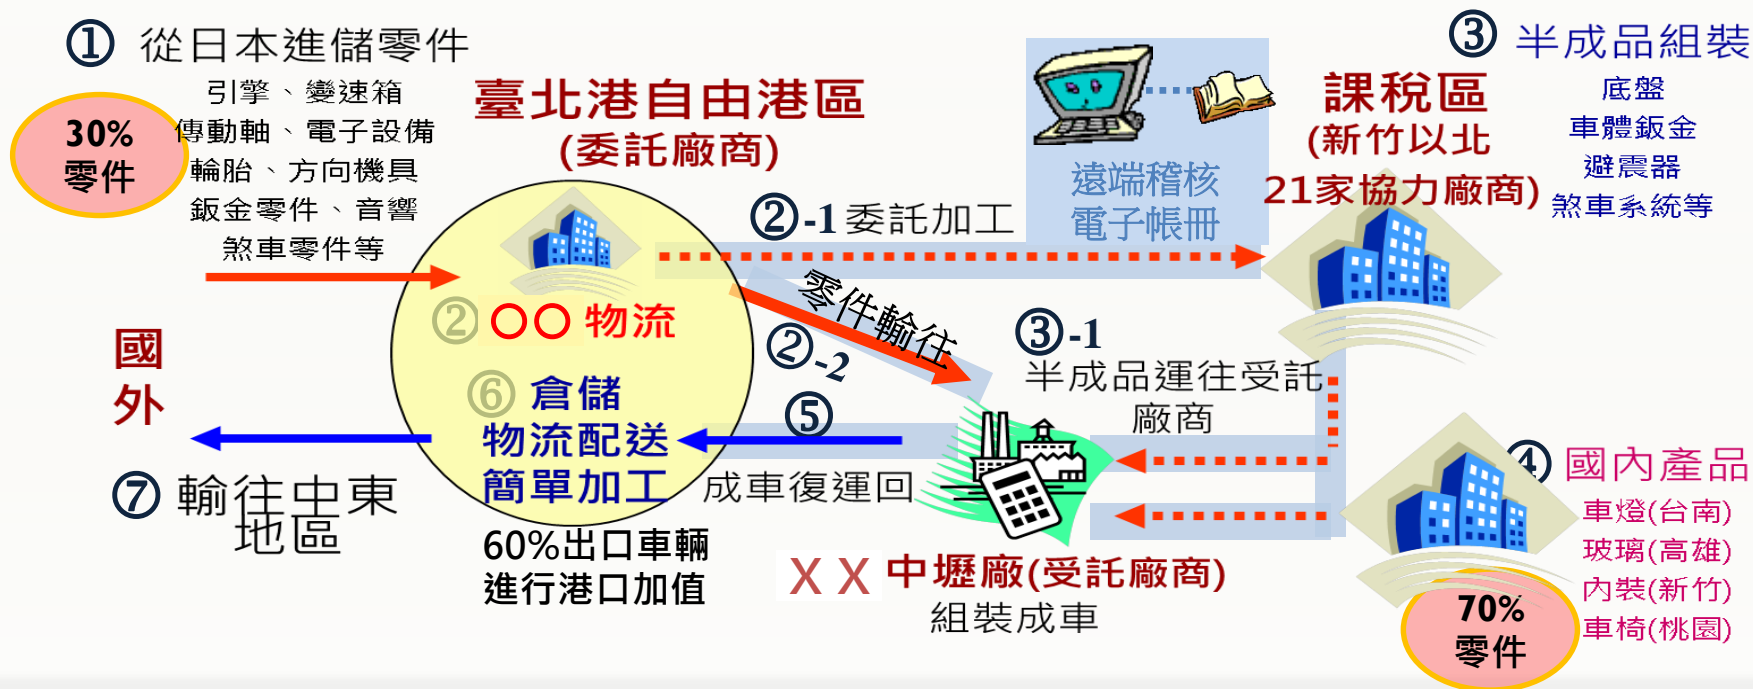 ① 從日本進儲零件
引擎、變速箱
傳動軸、電子設備
輪胎、方向機具
鈑金零件、音響
煞車零件等
30%
零件
臺北港自由港區
(委託廠商)
② ○○物流
⑥ 倉儲
物流配送
簡單加工
60%出口車輛
進行港口加值
國
外
⑦ 輸往中東
地區
②-1 委託加工
遠端稽核
電子帳冊
零件輸往
②-2
課稅區
(新竹以北
21家協力廠商)
③ 半成品組裝
底盤
車體鈑金
避震器
煞車系統等
③-1
半成品運往受託
廠商
④ 國內產品
車燈(台南)
玻璃(高雄)
內裝(新竹)
車椅(桃園)
70%
零件
⑤
成車復運回
X X 中壢廠(受託廠商)
組裝成車